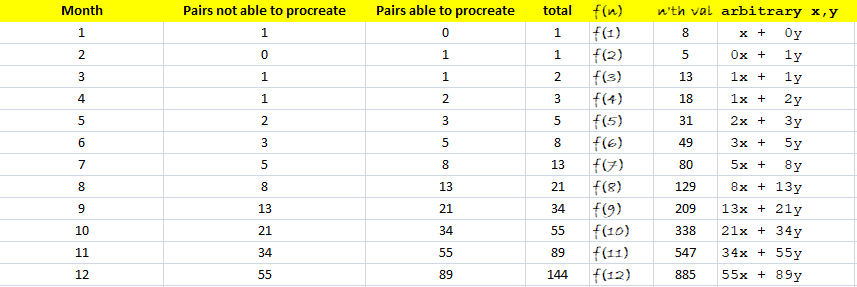 Month Pairs not able to procreate Pairs able to procreate total f(n) n'th val arbitrary x,y
1 1 0 1 f(1) 8 x + 0y
2 0 1 1 f(2) 5 0x + 1y
3 1 1 2 f(3) 13 1x + 1y
4 1 2 3 f(4) 18 1x + 2y
5 2 3 5 f(5) 31 2x + 3y
6 3 5 8 f(6) 49 3x + 5y
7 5 8 13 f(7) 80 5x + 8y
8 8 13 21 f(8) 129 8x + 13y
9 13 21 34 f(9) 209 13x + 21y
10 21 34 55 f(10) 338 21x + 34y
11 34 55 89 f(11) 547 34x + 55y
12 55 89 144 f(12) 885 55x + 89y